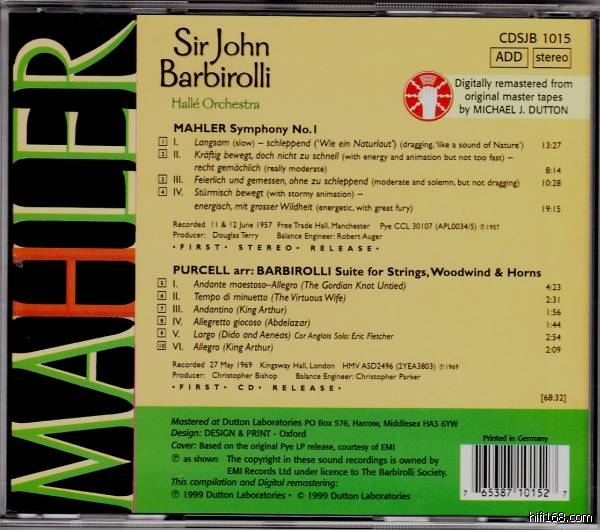 MAHLER
Sir John
Barbirolli
Hallé Orchestra
CDSJB 1015
ADD stereo
Digitally remastered from
original master tapes
by MICHAEL J. DUTTON
MAHLER Symphony No.1
1 I. Langsam (slow) – schleppend ('Wie ein Naturlaut') (dragging, 'like a sound of Nature') 13:27
2 II. Kräftig bewegt, doch nicht zu schnell (with energy and animation but not too fast) –
recht gemächlich (really moderate) 8:14
3 III. Feierlich und gemessen, ohne zu schleppend (moderate and solemn, but not dragging) 10:28
4 IV. Stürmisch bewegt (with stormy animation) -
energisch, mit grosser Wildheit (energetic, with great fury) 19:15
Recorded 11 & 12 June 1957 Free Trade Hall, Manchester Pye CCL 30107 (APL0034/5) ℗1957
Producer: Douglas Terry Balance Engineer: Robert Auger
• FIRST • STEREO • RELEASE •
PURCELL arr: BARBIROLLI Suite for Strings, Woodwind & Horns
5 I. Andante maestoso–Allegro (The Gordian Knot Untied) 4:23
6 II. Tempo di minuetto (The Virtuous Wife) 2:31
7 III. Andantino (King Arthur) 1:56
8 IV. Allegretto giocoso (Abdelazar) 1:44
9 V. Largo (Dido and Aeneas) Cor Anglais Solo: Eric Fletcher 2:54
10 VI. Allegro (King Arthur) 2:09
Recorded 27 May 1969 Kingsway Hall, London HMV ASD2496 (2YEA3803) ℗1969
Producer: Christopher Bishop Balance Engineer: Christopher Parker
• FIRST • CD • RELEASE •
[68:32]
Mastered at Dutton Laboratories PO Box 576, Harrow, Middlesex HA3 6YW
Design: DESIGN & PRINT - Oxford
Cover: Based on the original Pye LP release, courtesy of EMI
℗ as shown The copyright in these sound recordings is owned by
EMI Records Ltd under licence to The Barbirolli Society.
This compilation and Digital remastering:
℗ 1999 Dutton Laboratories • © 1999 Dutton Laboratories
Printed in Germany
7 65387 10152 7
hifi168.com